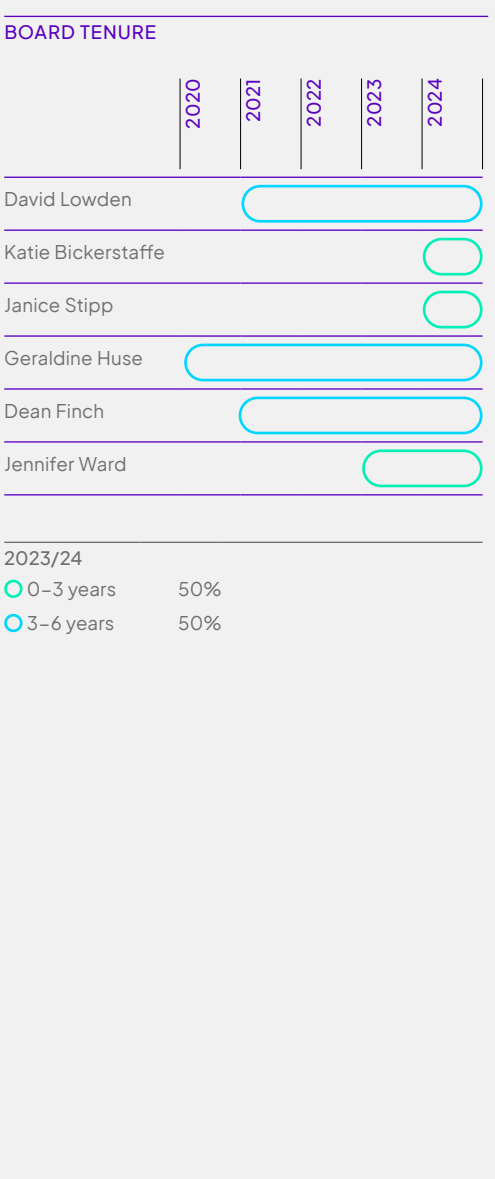 BOARD TENURE
2020
2021
2022
2023
2024
David Lowden
Katie Bickerstaffe
Janice Stipp
Geraldine Huse
Dean Finch
Jennifer Ward
2023/24
0–3 years 50%
3–6 years 50%